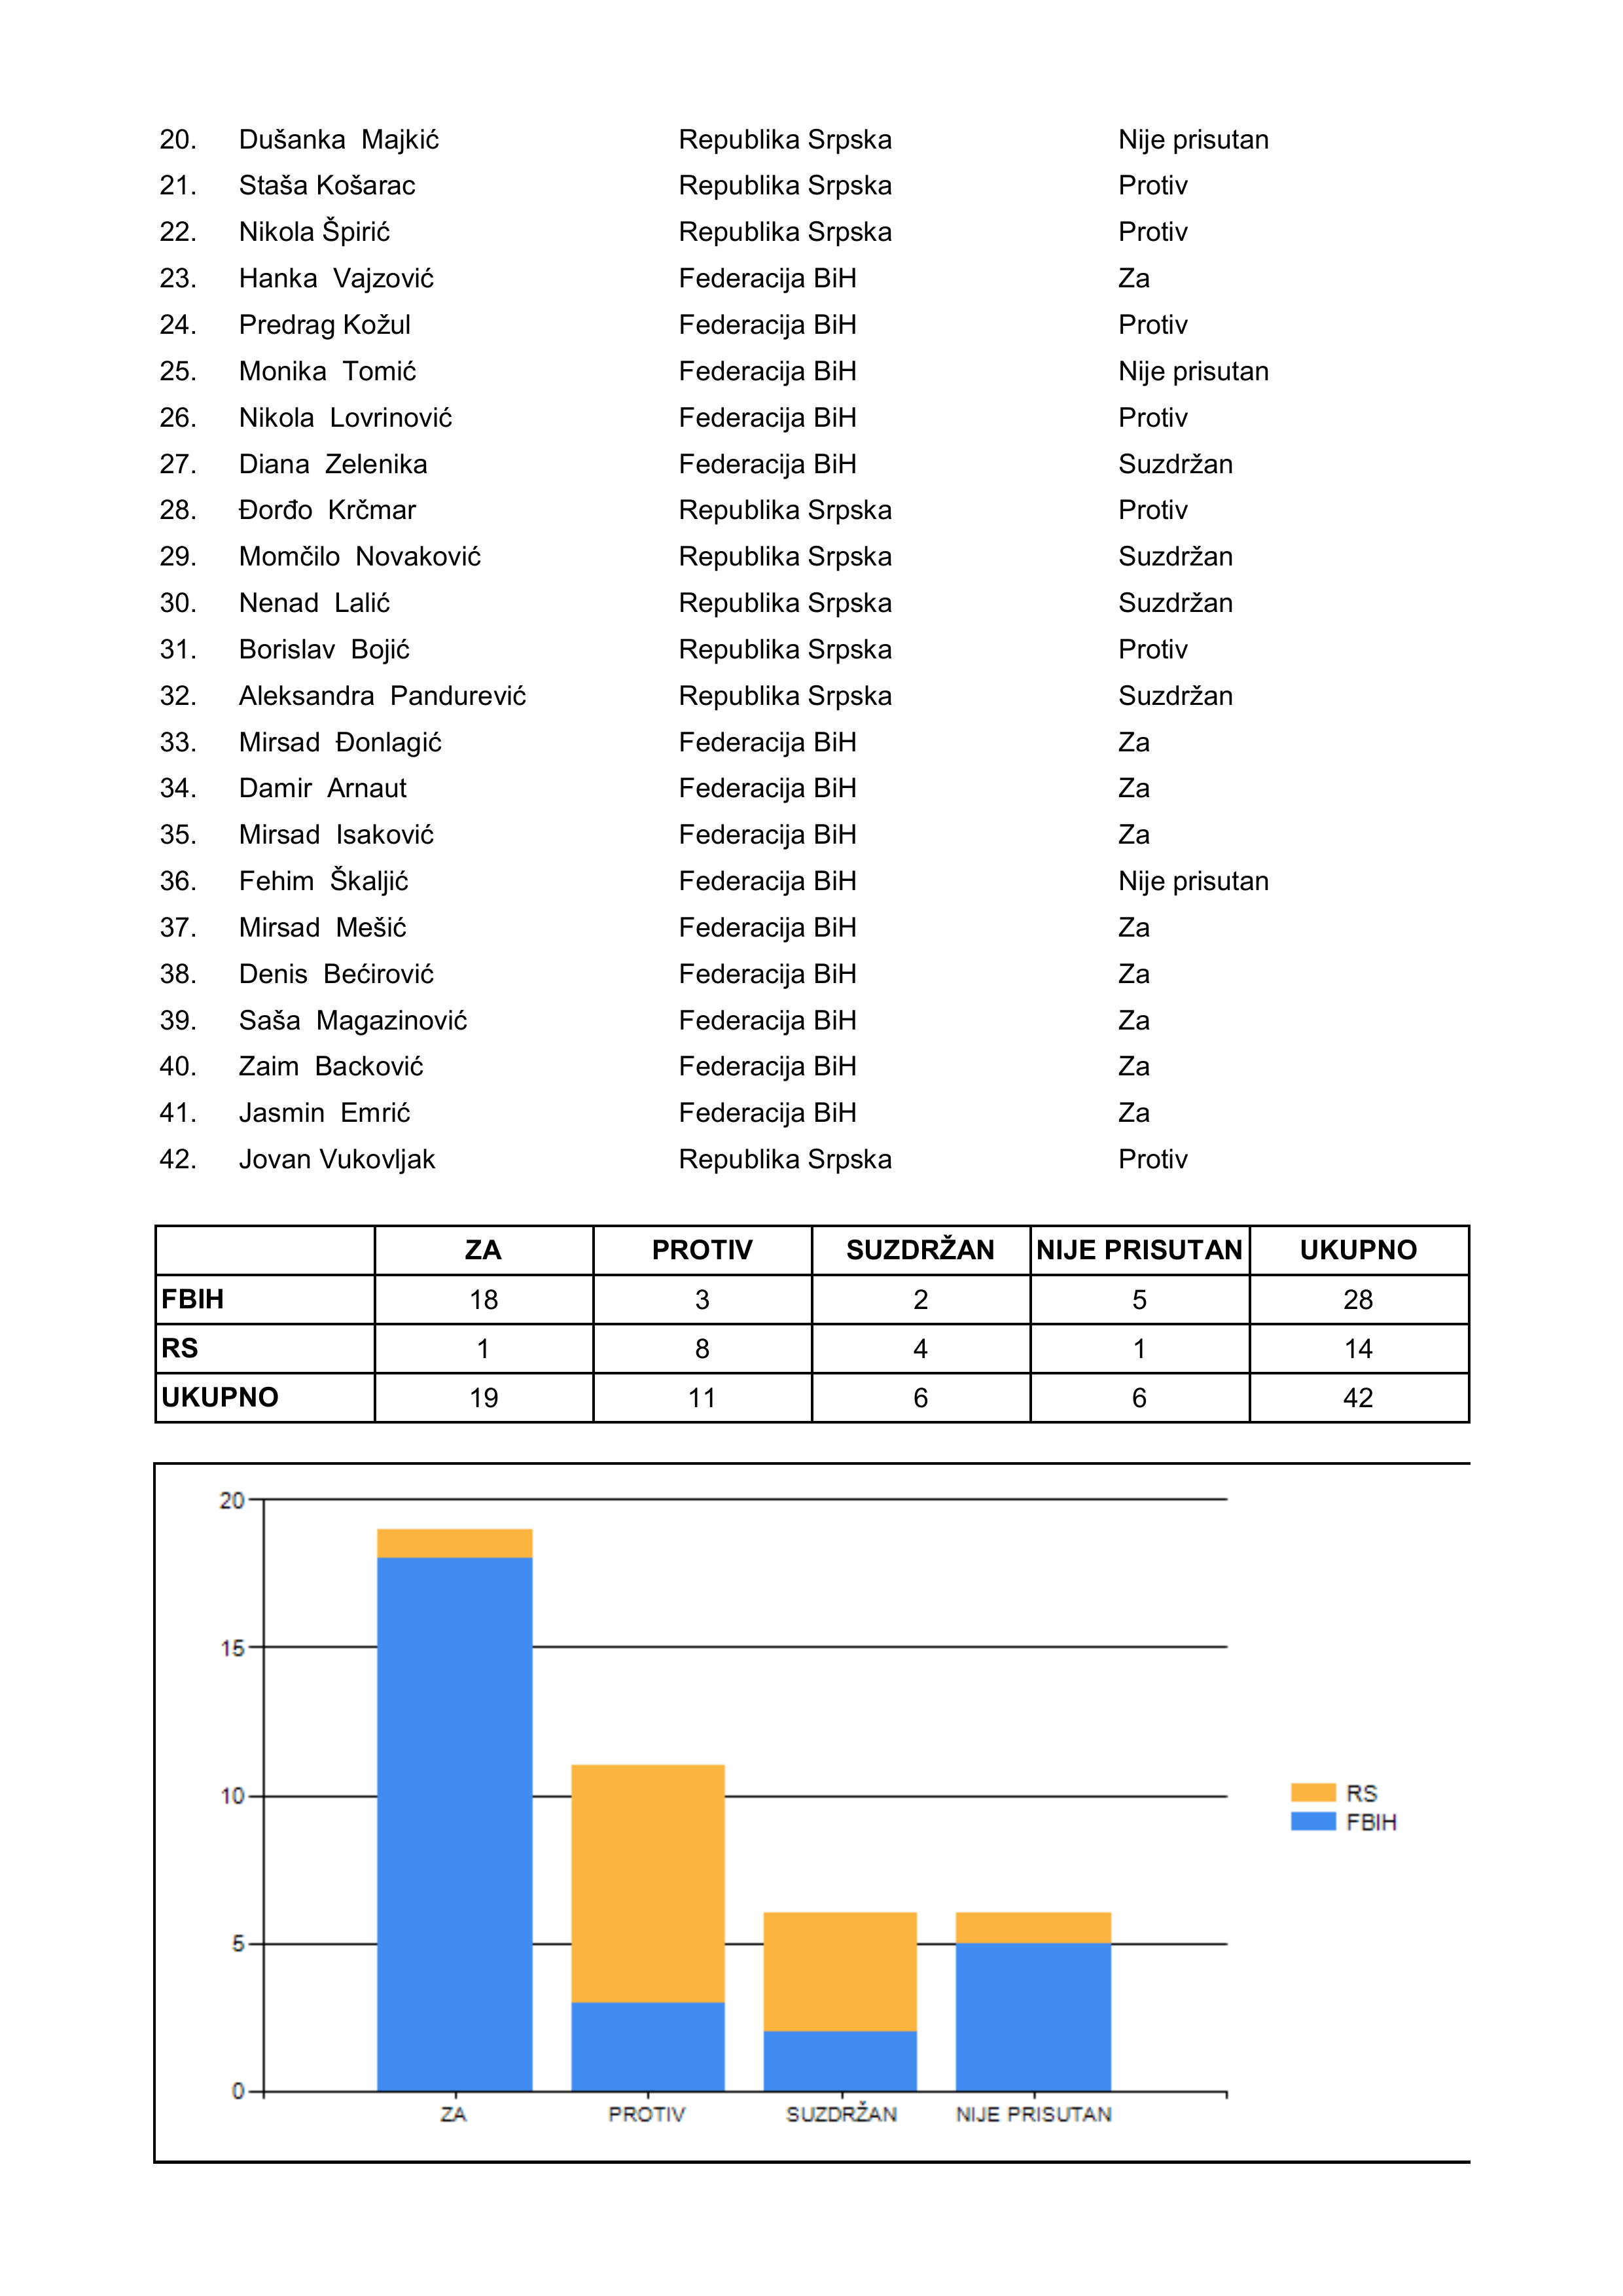 20. Dušanka Majkić Republika Srpska Nije prisutan
21. Staša Košarac Republika Srpska Protiv
22. Nikola Špirić Republika Srpska Protiv
23. Hanka Vajzović Federacija BiH Za
24. Predrag Kožul Federacija BiH Protiv
25. Monika Tomić Federacija BiH Nije prisutan
26. Nikola Lovrinović Federacija BiH Protiv
27. Diana Zelenika Federacija BiH Suzdržan
28. Đorđo Krčmar Republika Srpska Protiv
29. Momčilo Novaković Republika Srpska Suzdržan
30. Nenad Lalić Republika Srpska Suzdržan
31. Borislav Bojić Republika Srpska Protiv
32. Aleksandra Pandurević Republika Srpska Suzdržan
33. Mirsad Đonlagić Federacija BiH Za
34. Damir Arnaut Federacija BiH Za
35. Mirsad Isaković Federacija BiH Za
36. Fehim Škaljić Federacija BiH Nije prisutan
37. Mirsad Mešić Federacija BiH Za
38. Denis Bećirović Federacija BiH Za
39. Saša Magazinović Federacija BiH Za
40. Zaim Backović Federacija BiH Za
41. Jasmin Emrić Federacija BiH Za
42. Jovan Vukovljak Republika Srpska Protiv
ZA PROTIV SUZDRŽAN NIJE PRISUTAN UKUPNO
FBIH 18 3 2 5 28
RS 1 8 4 1 14
UKUPNO 19 11 6 6 42
20
15
10
5
0
ZA PROTIV SUZDRŽAN NIJE PRISUTAN
RS
FBIH